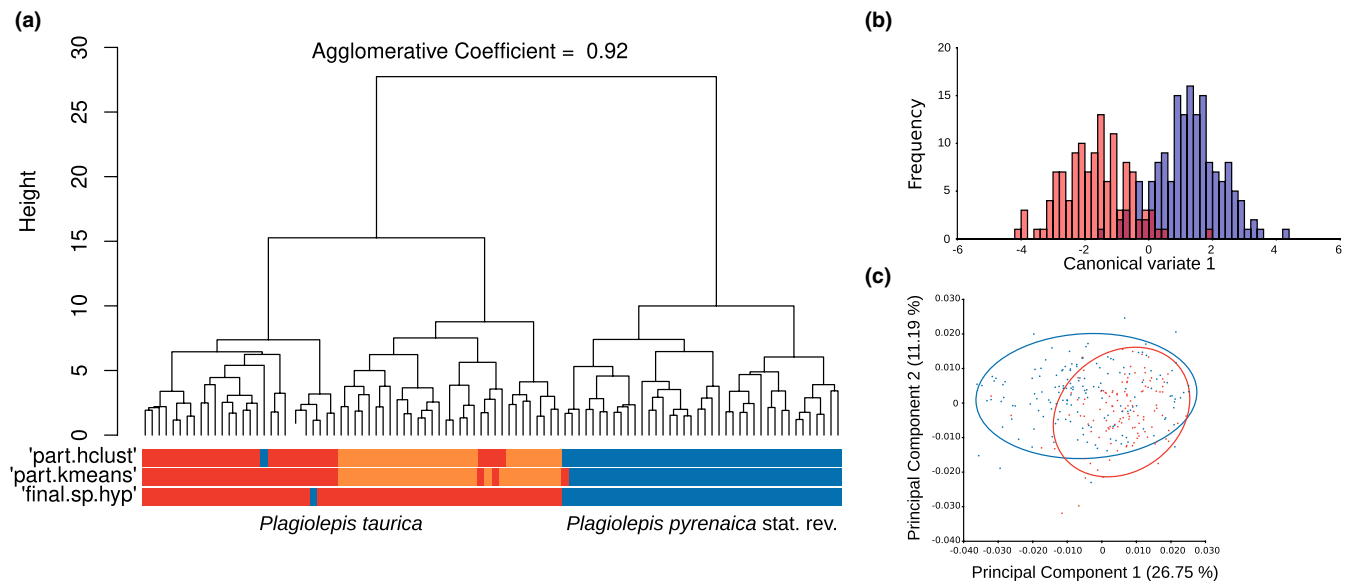 (a)
Agglomerative Coefficient = 0.92
Height
30
25
20
15
10
5
0
'part.hclust'
'part.kmeans'
'final.sp.hyp'
Plagiolepis taurica
Plagiolepis pyrenaica stat. rev.
(b)
Frequency
20
15
10
5
0
-6 -4 -2 0 2 4 6
Canonical variate 1
(c)
Principal Component 2 (11.19 %)
0.030
0.020
0.010
0
-0.010
-0.020
-0.030
-0.040
-0.040 -0.030 -0.020 -0.010 0 0.010 0.020 0.030
Principal Component 1 (26.75 %)